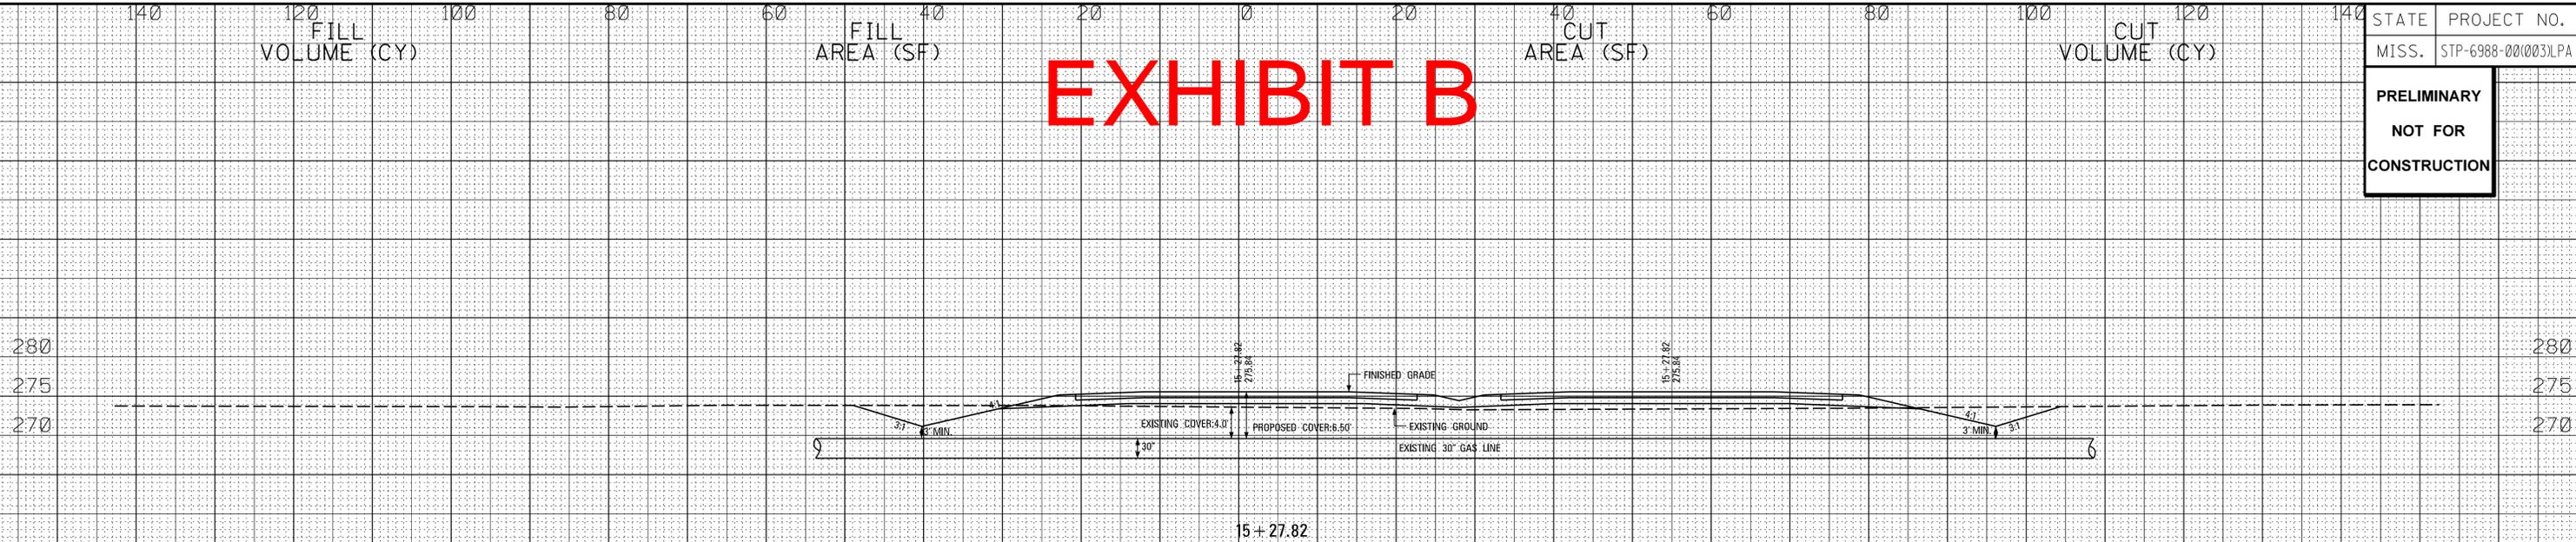 140 120 100 80 60 40 20 0 20 40 60 80 100 120 140
STATE PROJECT NO.
MISS. STP-6988-00(003)LPA
FILL
VOLUME (CY)
FILL
AREA (SF)
CUT
AREA (SF)
CUT
VOLUME (CY)
EXHIBIT B
PRELIMINARY
NOT FOR
CONSTRUCTION
280 280
275 275
270 270
15+27.82
275.84
15+27.82
275.84
FINISHED GRADE
4:1
3:1
3' MIN.
EXISTING COVER:4.0'
PROPOSED COVER:6.50'
EXISTING GROUND
4:1
3' MIN.
3:1
30"
EXISTING 30" GAS LINE
15+27.82